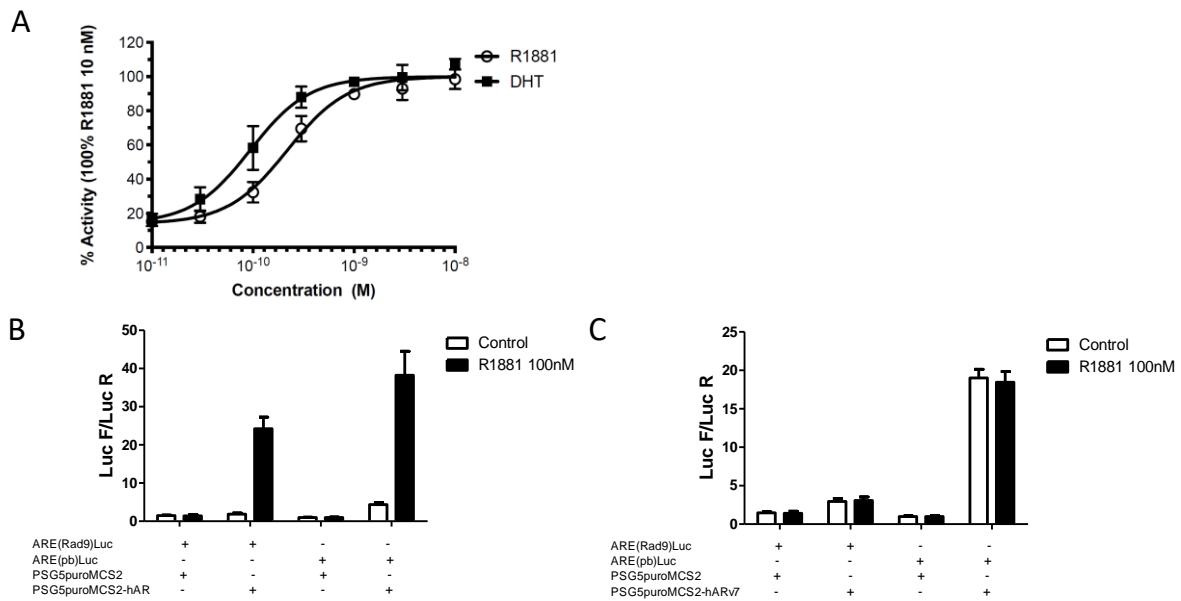 A
% Activity (100% R1881 10 nM)
120
100
80
60
40
20
0
10-11
10-10
10-9
10-8
Concentration (M)
R1881
DHT
B
Luc F/Luc R
50
40
30
20
10
0
Control
R1881 100nM
ARE(Rad9)Luc + + - -
ARE(pb)Luc - - + +
PSG5puroMCS2 + - + -
PSG5puroMCS2-hAR - + - +
C
Luc F/Luc R
25
20
15
10
5
0
Control
R1881 100nM
ARE(Rad9)Luc + + - -
ARE(pb)Luc - - + +
PSG5puroMCS2 + - + -
PSG5puroMCS2-hARv7 - + - +